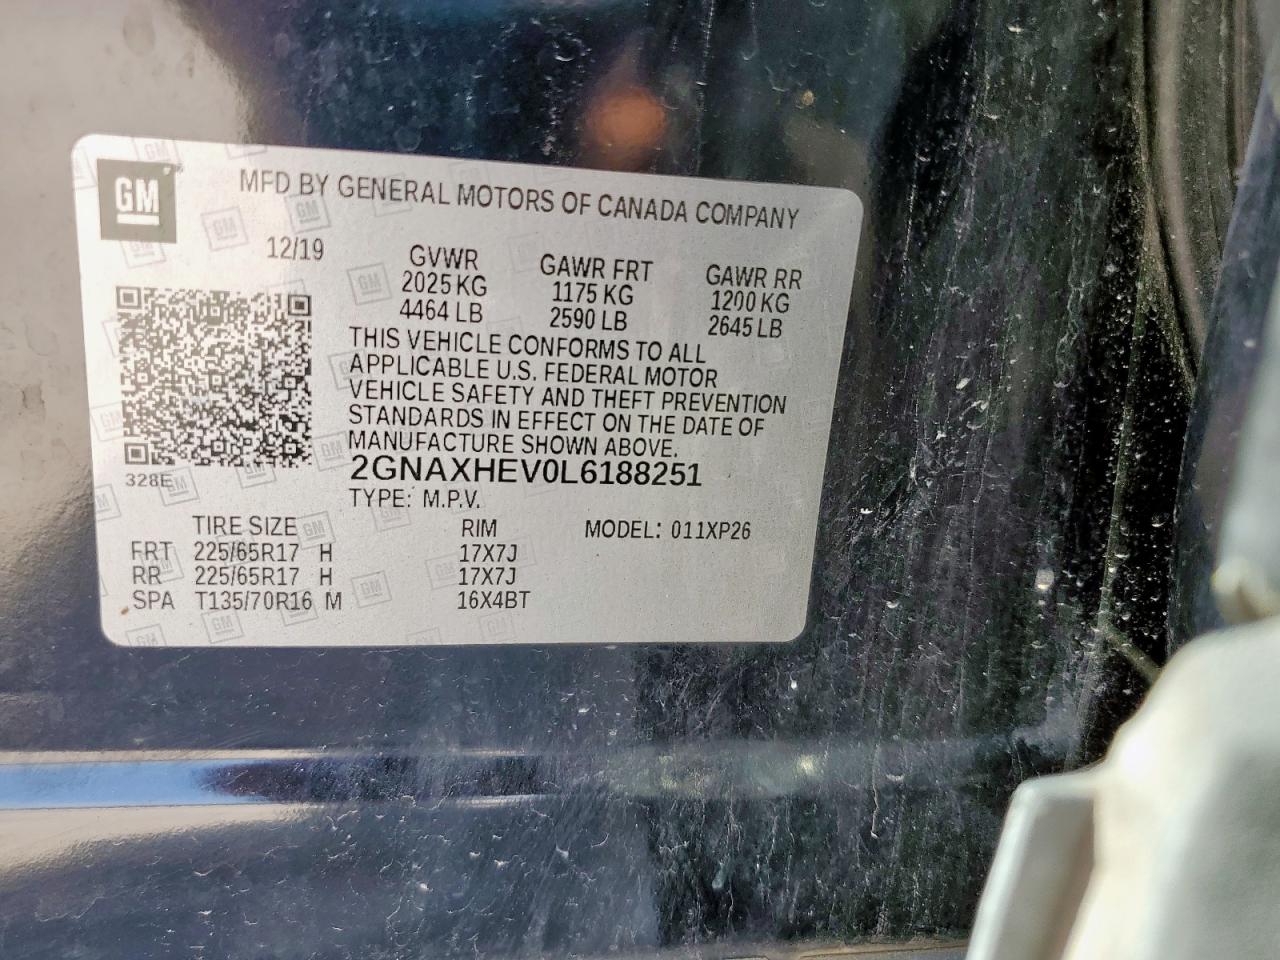 GM
MFD BY GENERAL MOTORS OF CANADA COMPANY
12/19
GVWR
2025 KG
4464 LB
GAWR FRT
1175 KG
2590 LB
GAWR RR
1200 KG
2645 LB
THIS VEHICLE CONFORMS TO ALL
APPLICABLE U.S. FEDERAL MOTOR
VEHICLE SAFETY AND THEFT PREVENTION
STANDARDS IN EFFECT ON THE DATE OF
MANUFACTURE SHOWN ABOVE.
328E
2GNAXHEV0L6188251
TYPE: M.P.V.
TIRE SIZE RIM MODEL: 011XP26
FRT 225/65R17 H 17X7J
RR 225/65R17 H 17X7J
SPA T135/70R16 M 16X4BT